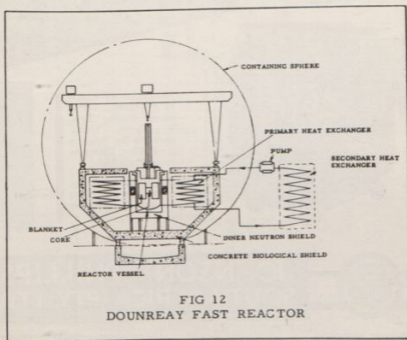 CONTAINING SPHERE
PRIMARY HEAT EXCHANGER
PUMP
SECONDARY HEAT
EXCHANGER
BLANKET
CORE
INNER NEUTRON SHIELD
REACTOR VESSEL
CONCRETE BIOLOGICAL SHIELD
FIG 12
DOUNREAY FAST REACTOR